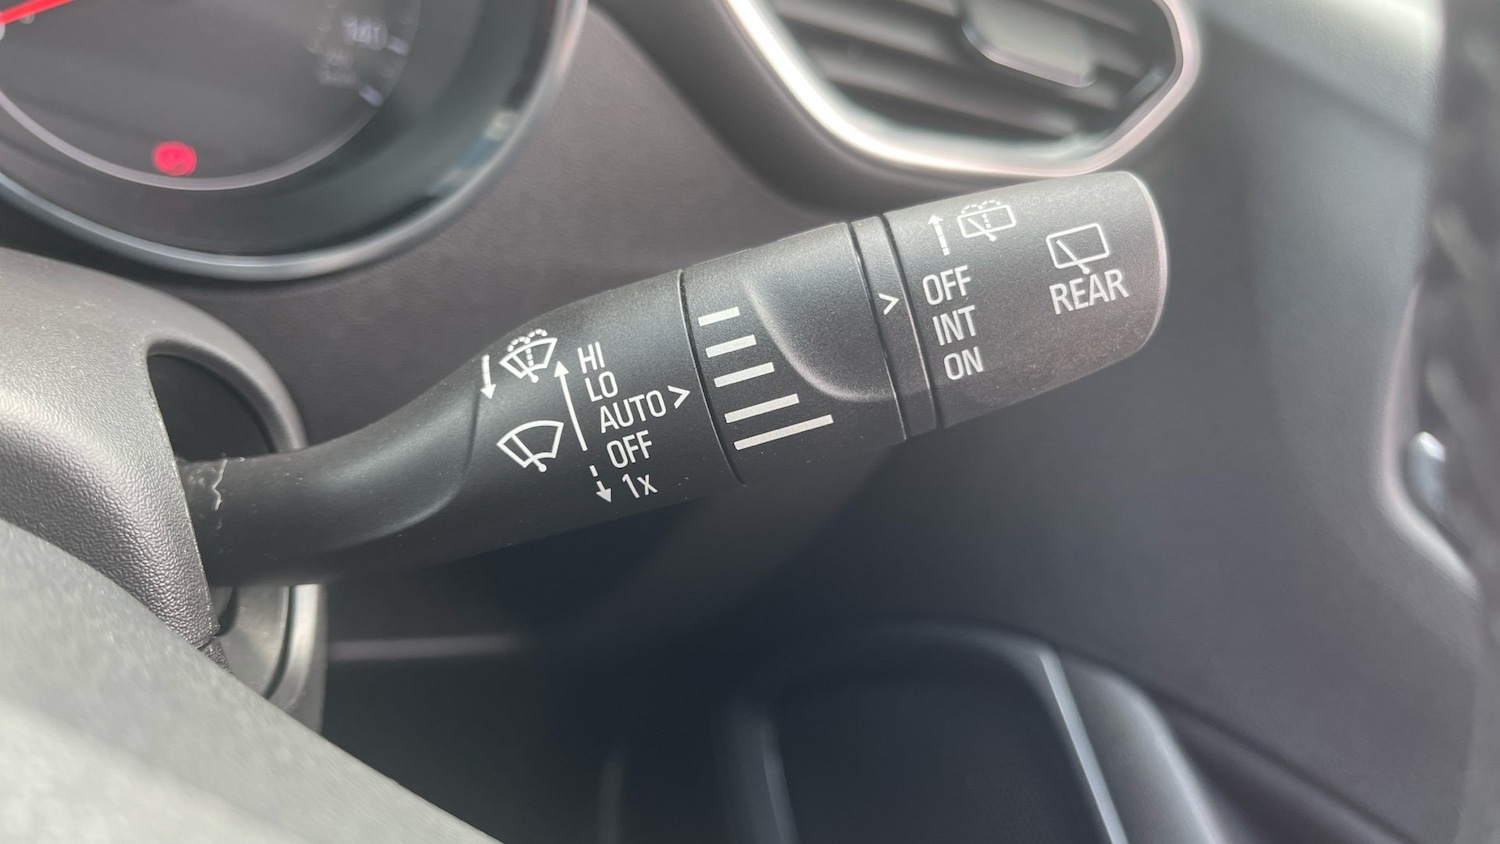 HI
LO
AUTO >
OFF
1x
>
OFF
INT
ON
REAR